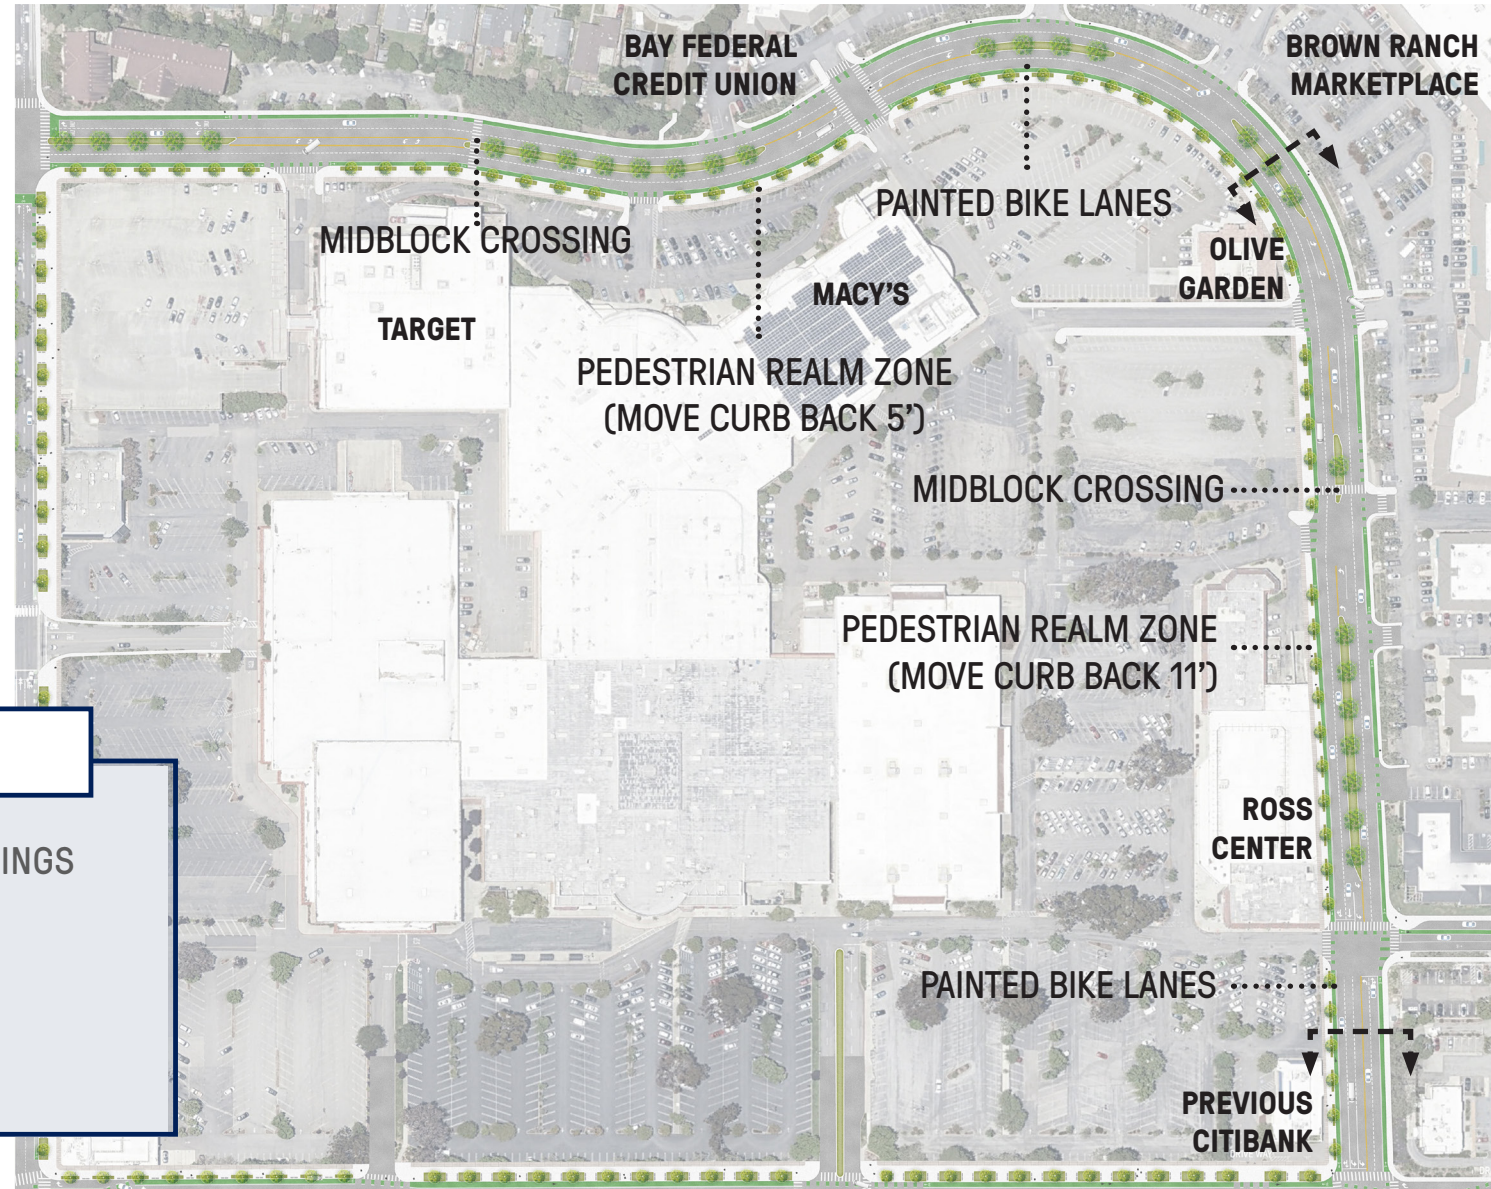 BAY FEDERAL
CREDIT UNION
BROWN RANCH
MARKETPLACE
PAINTED BIKE LANES
MIDBLOCK CROSSING
OLIVE
GARDEN
MACY'S
TARGET
PEDESTRIAN REALM ZONE
(MOVE CURB BACK 5')
MIDBLOCK CROSSING
PEDESTRIAN REALM ZONE
(MOVE CURB BACK 11')
ROSS
CENTER
INGS
PAINTED BIKE LANES
PREVIOUS
CITIBANK